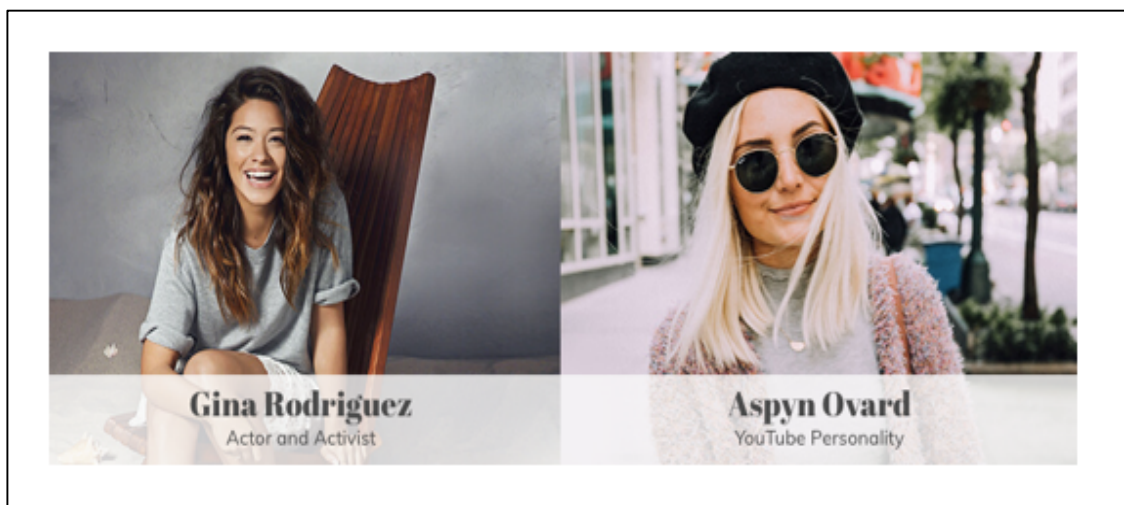 Gina Rodriguez
Actor and Activist
Aspyn Ovard
YouTube Personality